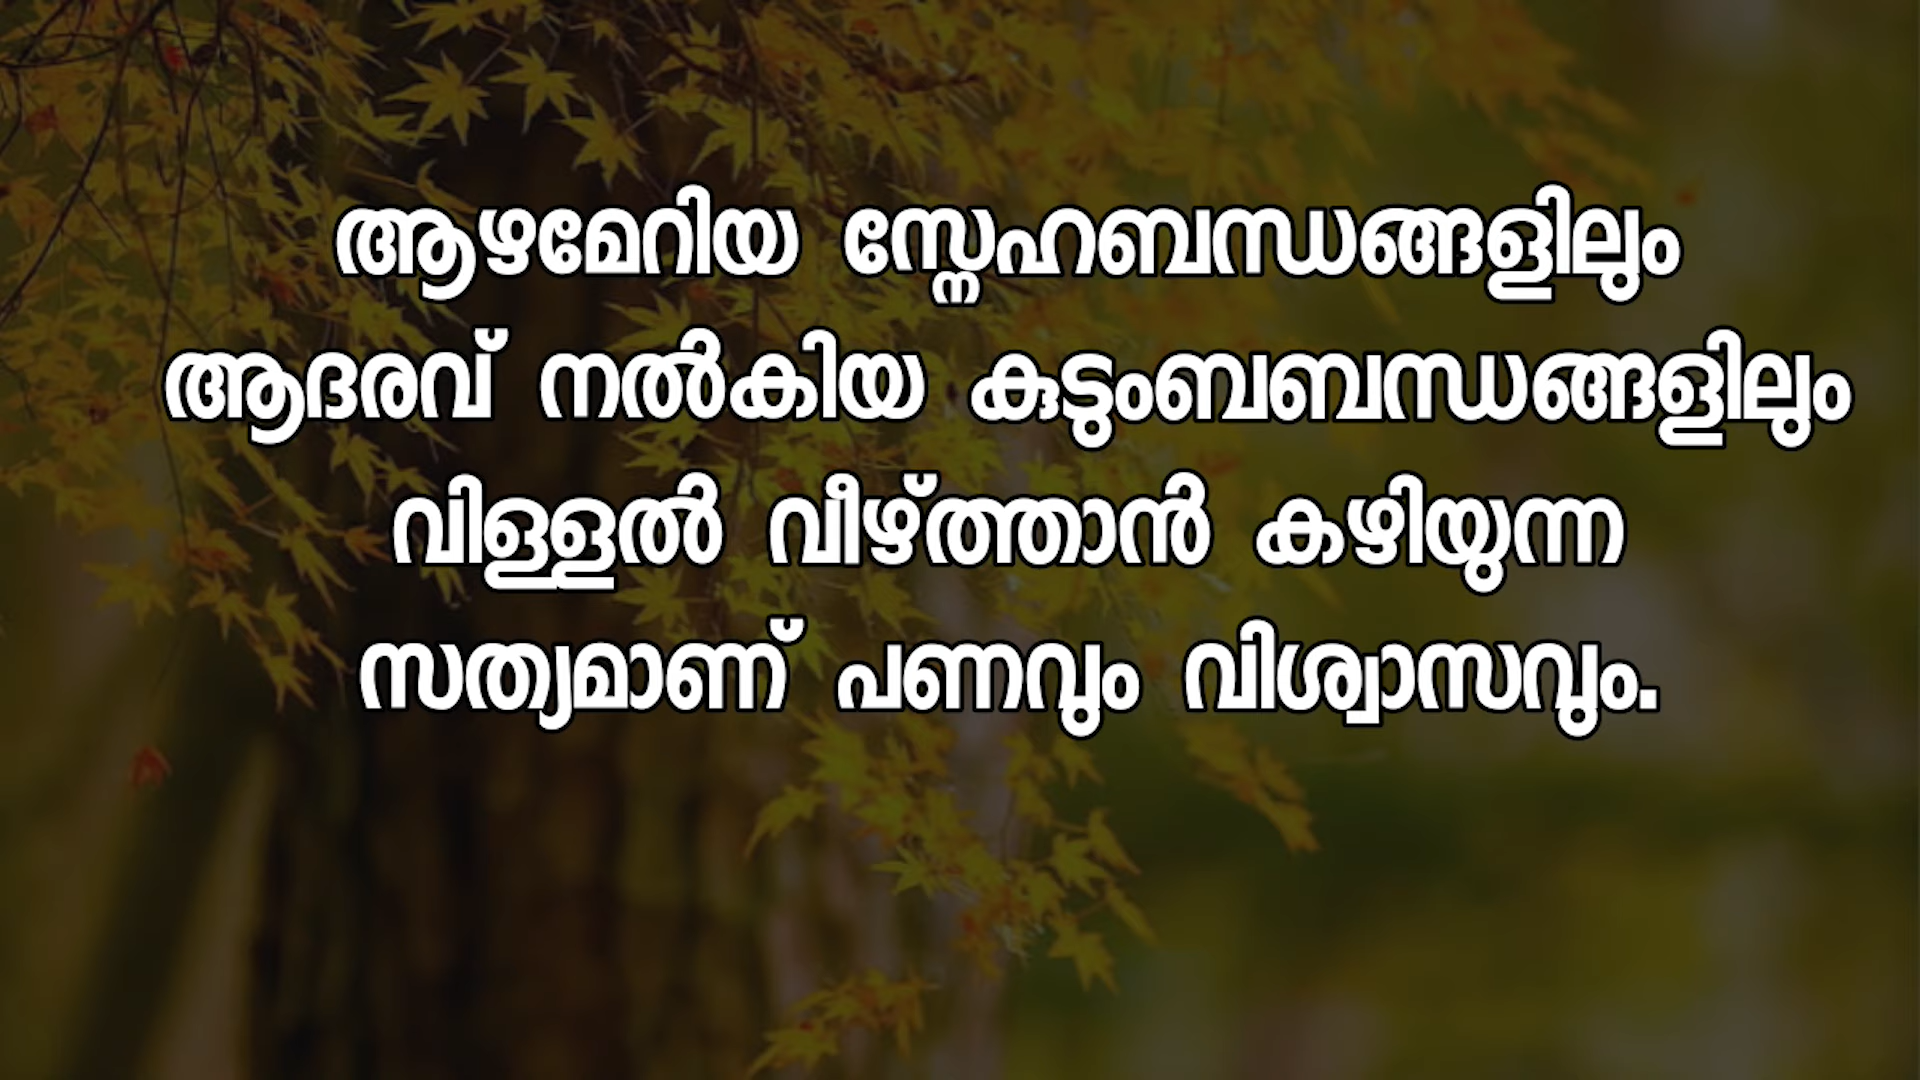 ആഴമേറിയ സ്നേഹബന്ധങ്ങളിലും
ആദരവ് നൽകിയ കുടുംബബന്ധങ്ങളിലും
വിള്ളൽ വീഴ്ത്താൻ കഴിയുന്ന
സത്യമാണ് പണവും വിശ്വാസവും.